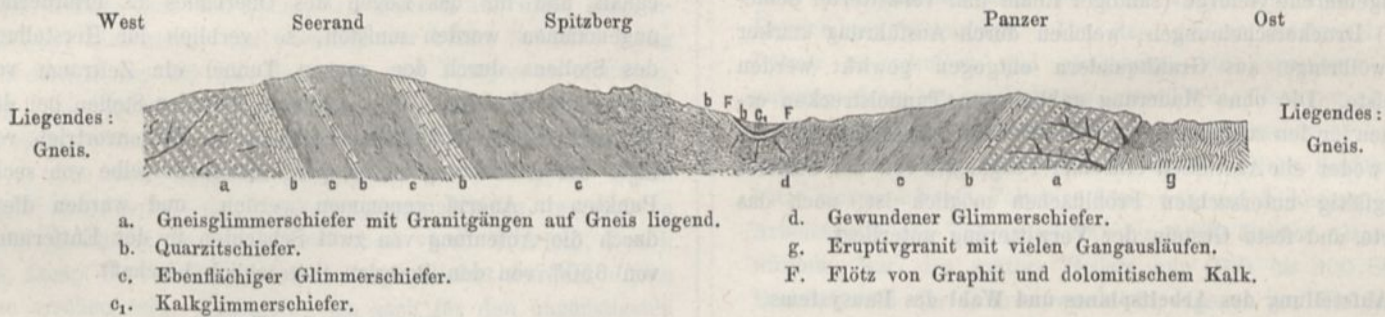 West Seerand Spitzberg Panzer Ost
Liegendes: Gneis.
b F
b c₁ F
Liegendes: Gneis.
a b c b c b c d c b a g
a. Gneisglimmerschiefer mit Granitgängen auf Gneis liegend.
b. Quarzitschiefer.
c. Ebenflächiger Glimmerschiefer.
c₁. Kalkglimmerschiefer.
d. Gewundener Glimmerschiefer.
g. Eruptivgranit mit vielen Gangausläufen.
F. Flötz von Graphit und dolomitischem Kalk.